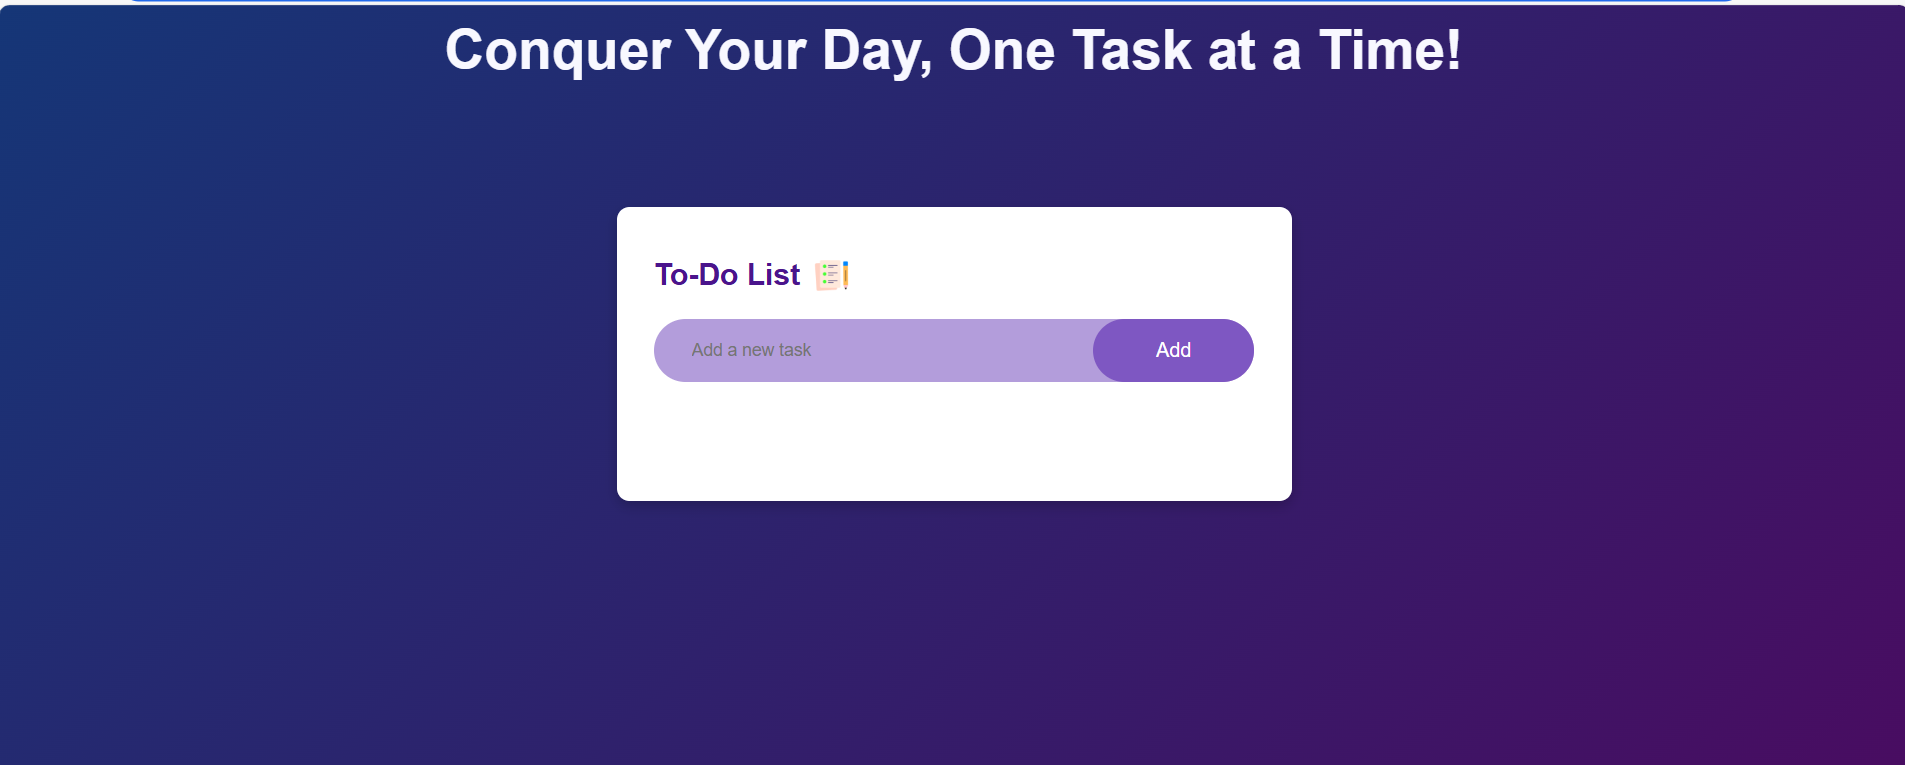 Conquer Your Day, One Task at a Time!
To-Do List
Add a new task
Add